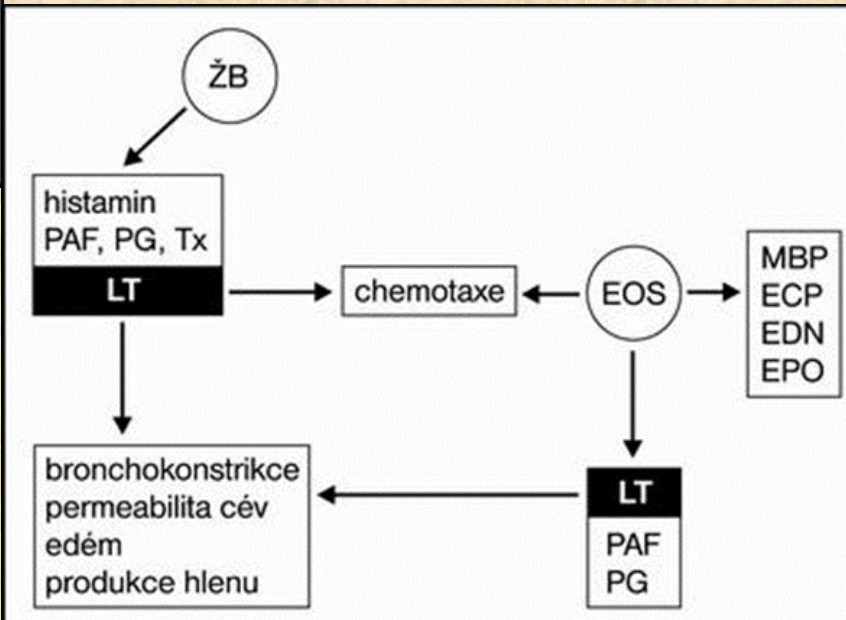 ŽB
histamin
PAF, PG, Tx
LT
chemotaxe
EOS
MBP
ECP
EDN
EPO
bronchokonstrikce
permeabilita cév
edém
produkce hlenu
LT
PAF
PG